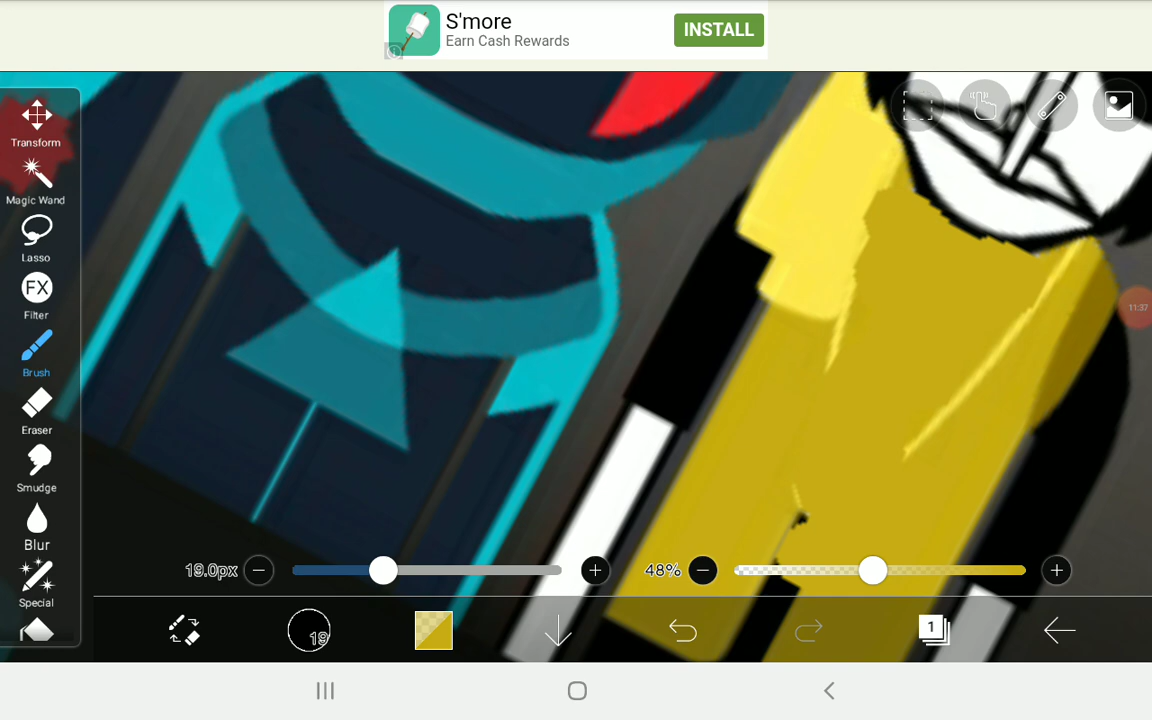 S'more
Earn Cash Rewards
INSTALL
Transform
Magic Wand
Lasso
FX
Filter
Brush
Eraser
Smudge
Blur
Special
11:37
19.0px
48%
19
1